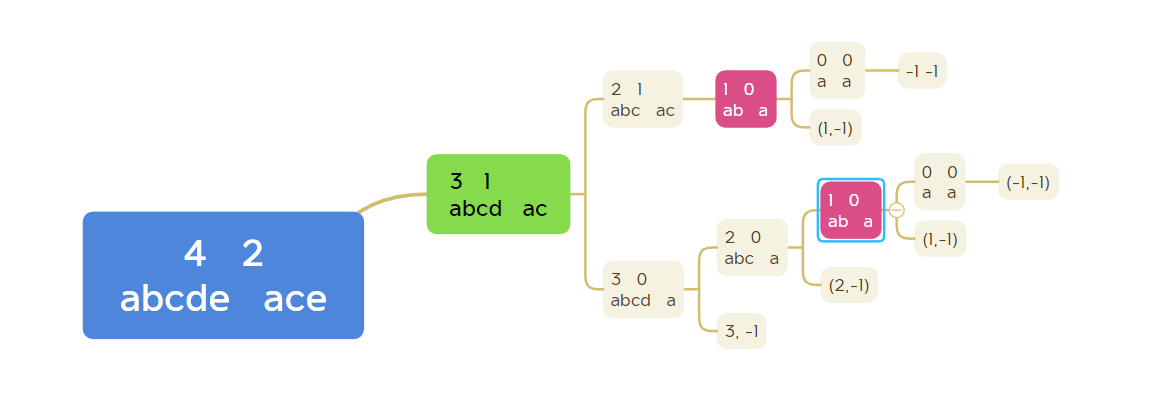 4 2
abcde ace
3 1
abcd ac
2 1
abc ac
1 0
ab a
0 0
a a
-1 -1
(1,-1)
3 0
abcd a
2 0
abc a
1 0
ab a
0 0
a a
(-1,-1)
(1,-1)
(2,-1)
3, -1